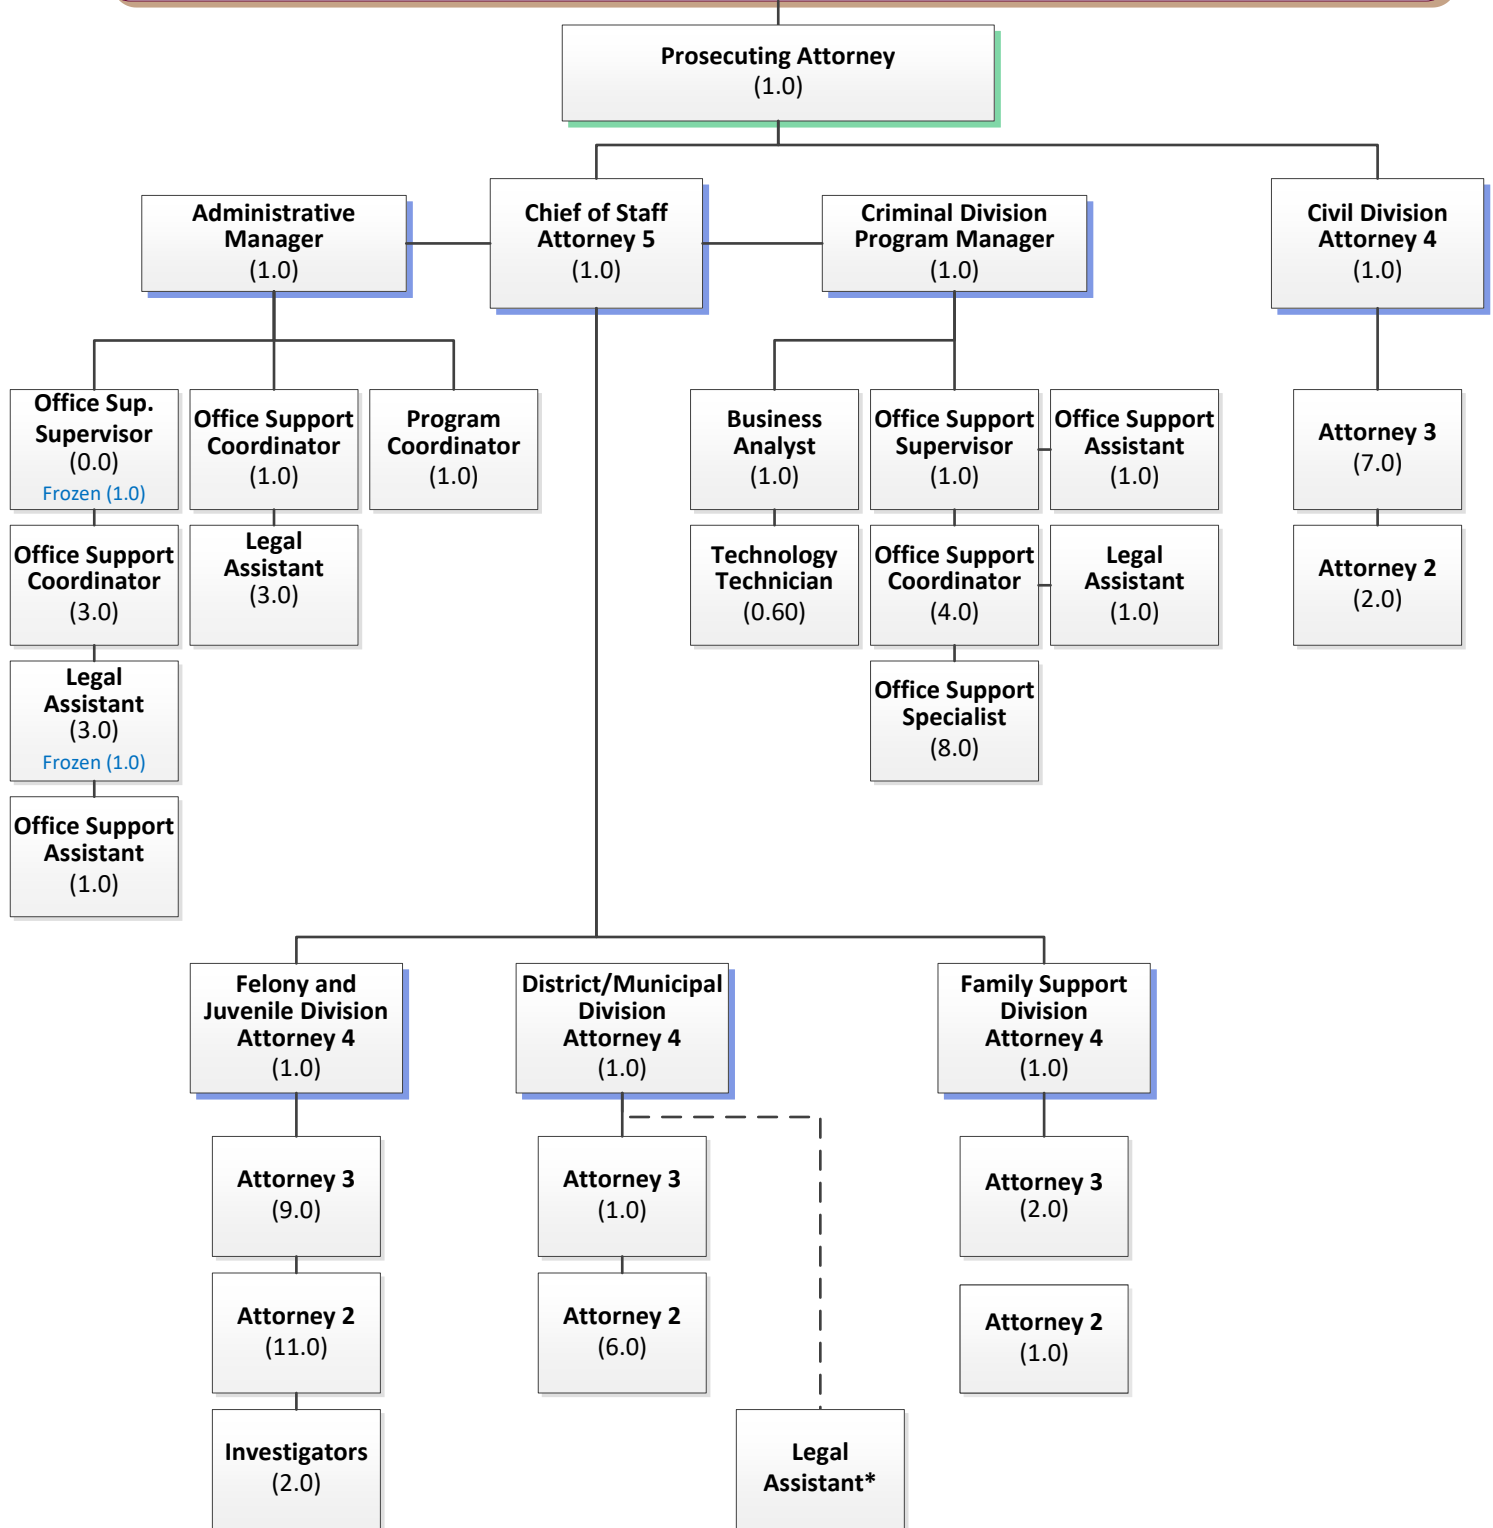 Prosecuting Attorney
(1.0)
Administrative
Manager
(1.0)
Chief of Staff
Attorney 5
(1.0)
Criminal Division
Program Manager
(1.0)
Civil Division
Attorney 4
(1.0)
Office Sup.
Supervisor
(0.0)
Frozen (1.0)
Office Support
Coordinator
(1.0)
Program
Coordinator
(1.0)
Business
Analyst
(1.0)
Office Support
Supervisor
(1.0)
Office Support
Assistant
(1.0)
Attorney 3
(7.0)
Office Support
Coordinator
(3.0)
Legal
Assistant
(3.0)
Technology
Technician
(0.60)
Office Support
Coordinator
(4.0)
Legal
Assistant
(1.0)
Attorney 2
(2.0)
Legal
Assistant
(3.0)
Frozen (1.0)
Office Support
Specialist
(8.0)
Office Support
Assistant
(1.0)
Felony and
Juvenile Division
Attorney 4
(1.0)
District/Municipal
Division
Attorney 4
(1.0)
Family Support
Division
Attorney 4
(1.0)
Attorney 3
(9.0)
Attorney 3
(1.0)
Attorney 3
(2.0)
Attorney 2
(11.0)
Attorney 2
(6.0)
Attorney 2
(1.0)
Investigators
(2.0)
Legal
Assistant*